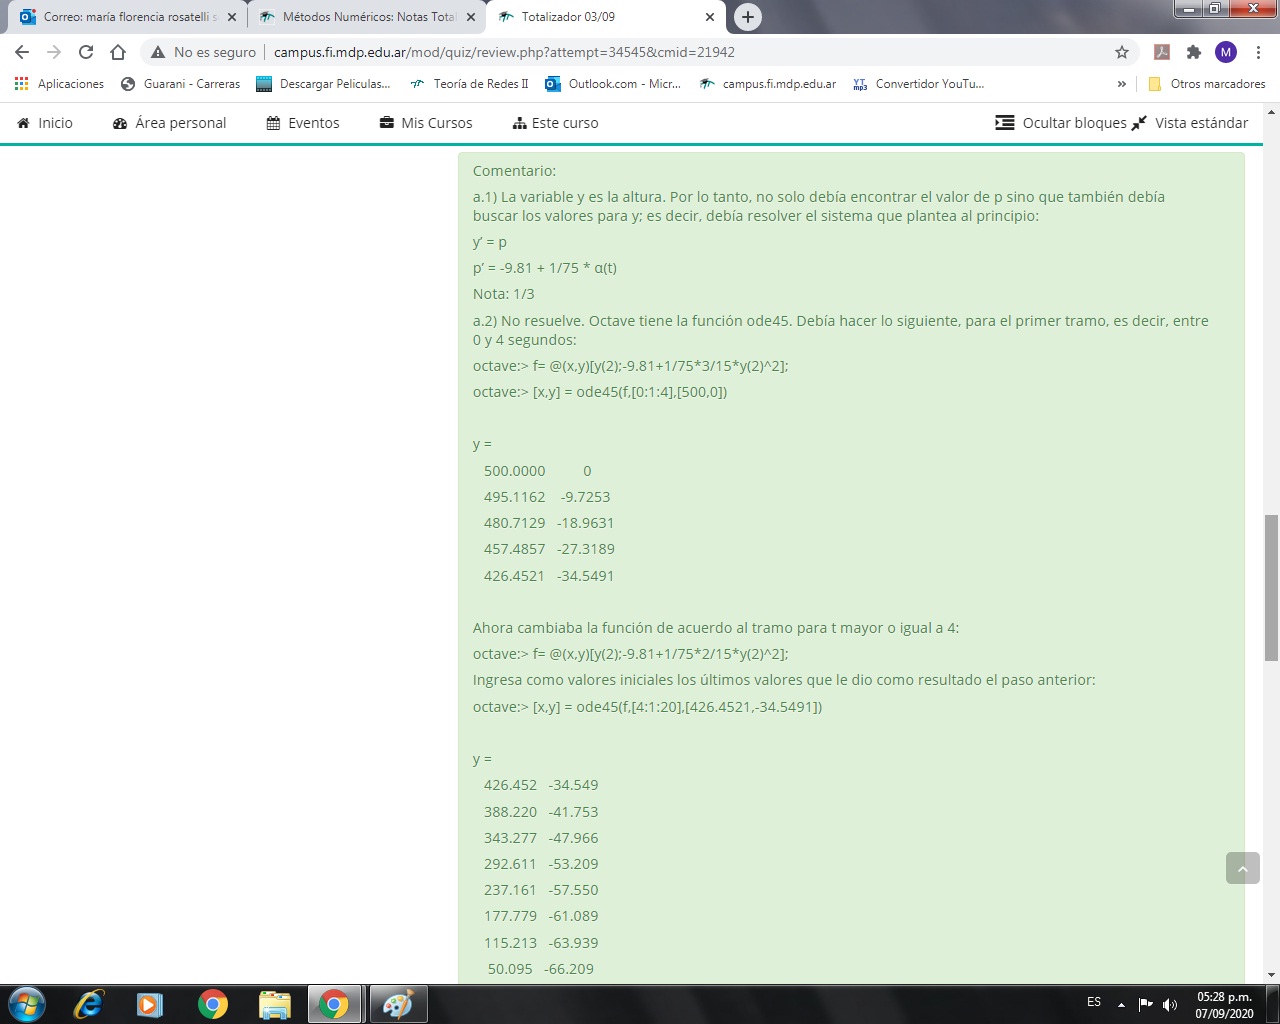 Correo: maría florencia rosatelli s
Métodos Numéricos: Notas Total
Totalizador 03/09
No es seguro | campus.fi.mdp.edu.ar/mod/quiz/review.php?attempt=34545&cmid=21942
M
Aplicaciones
Guarani - Carreras
Descargar Peliculas...
Teoría de Redes II
Outlook.com - Micr...
campus.fi.mdp.edu.ar
YT mp3
Convertidor YouTu...
»
Otros marcadores
Inicio
Área personal
Eventos
Mis Cursos
Este curso
Ocultar bloques
Vista estándar
Comentario:
a.1) La variable y es la altura. Por lo tanto, no solo debía encontrar el valor de p sino que también debía
buscar los valores para y; es decir, debía resolver el sistema que plantea al principio:
y’ = p
p’ = -9.81 + 1/75 * α(t)
Nota: 1/3
a.2) No resuelve. Octave tiene la función ode45. Debía hacer lo siguiente, para el primer tramo, es decir, entre
0 y 4 segundos:
octave:> f= @(x,y)[y(2);-9.81+1/75*3/15*y(2)^2];
octave:> [x,y] = ode45(f,[0:1:4],[500,0])
y =
500.0000 0
495.1162 -9.7253
480.7129 -18.9631
457.4857 -27.3189
426.4521 -34.5491
Ahora cambiaba la función de acuerdo al tramo para t mayor o igual a 4:
octave:> f= @(x,y)[y(2);-9.81+1/75*2/15*y(2)^2];
Ingresa como valores iniciales los últimos valores que le dio como resultado el paso anterior:
octave:> [x,y] = ode45(f,[4:1:20],[426.4521,-34.5491])
y =
426.452 -34.549
388.220 -41.753
343.277 -47.966
292.611 -53.209
237.161 -57.550
177.779 -61.089
115.213 -63.939
50.095 -66.209
ES
05:28 p.m.
07/09/2020